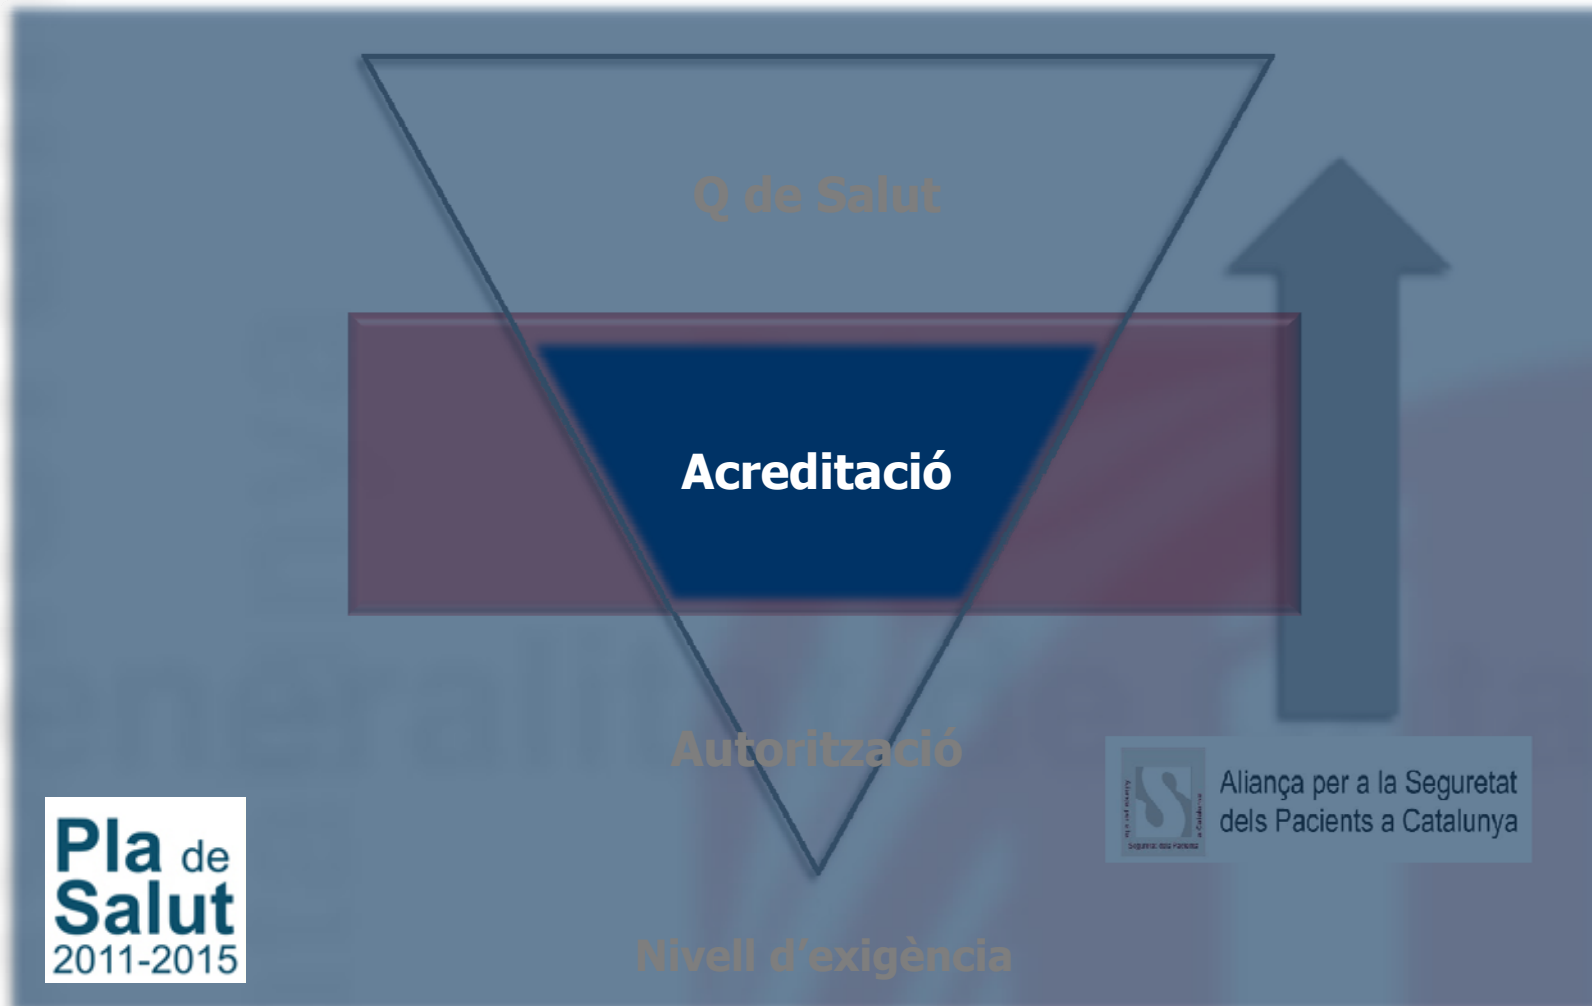 Q de Salut
Acreditació
Autorització
Aliança per a la Seguretat
dels Pacients a Catalunya
Pla de
Salut
2011-2015
Nivell d’exigència